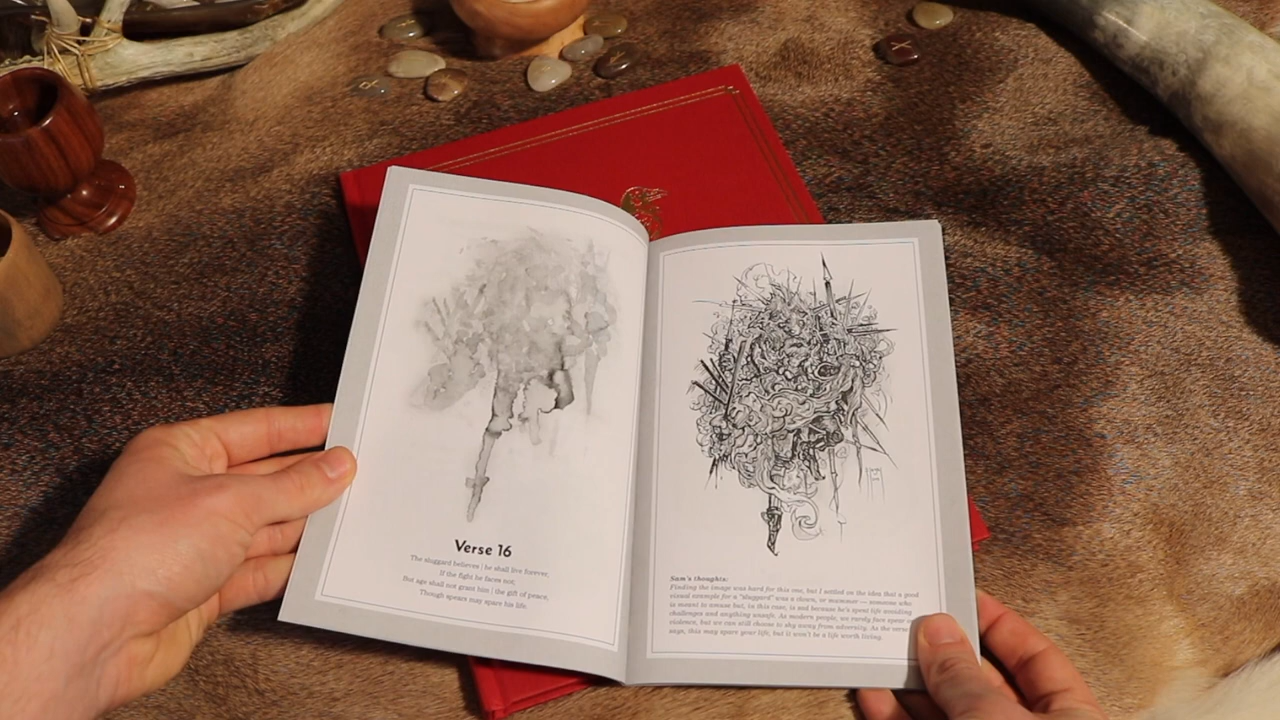 Verse 16
The sluggard believes | he shall live forever,
If the fight he faces not,
But age shall not grant him | the gift of peace,
Though spears may spare his life.
Sam's thoughts:
Finding the image was hard for this one, but I settled on the idea that a good
visual example for a "sluggard" was a clown, or mummer — someone who
is meant to amuse but, in this case, is sad because he's spent life avoiding
challenges and anything unsafe. As modern people, we rarely face spear or
violence, but we can still choose to shy away from adversity. As the verse
says, this may spare your life, but it won't be a life worth living.